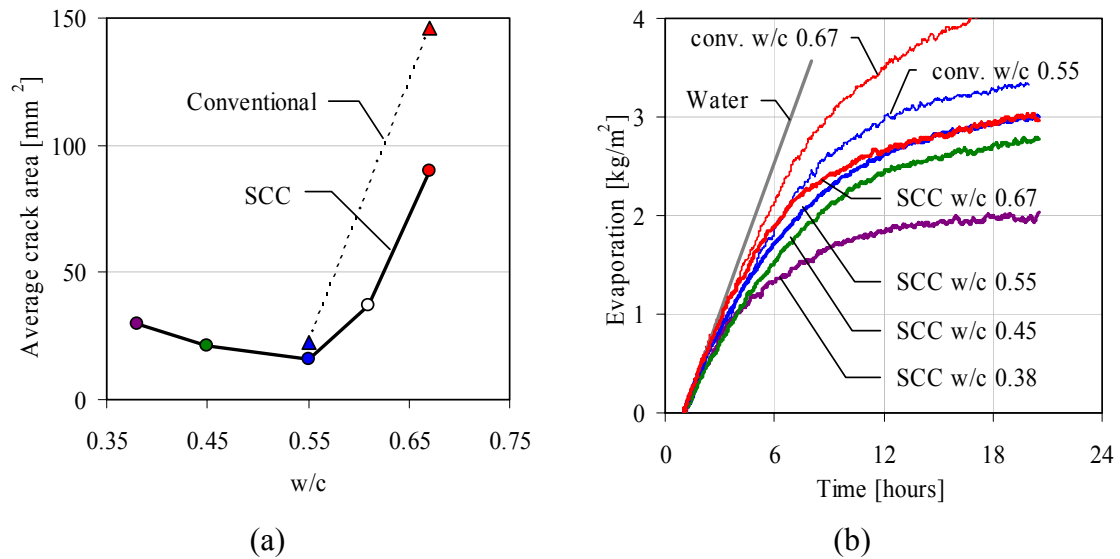 150
100
50
0
0.35
0.45
0.55
0.65
0.75
Average crack area [mm²]
w/c
Conventional
SCC
(a)
4
3
2
1
0
0
6
12
18
24
Evaporation [kg/m²]
Time [hours]
conv. w/c 0.67
conv. w/c 0.55
Water
SCC w/c 0.67
SCC w/c 0.55
SCC w/c 0.45
SCC w/c 0.38
(b)